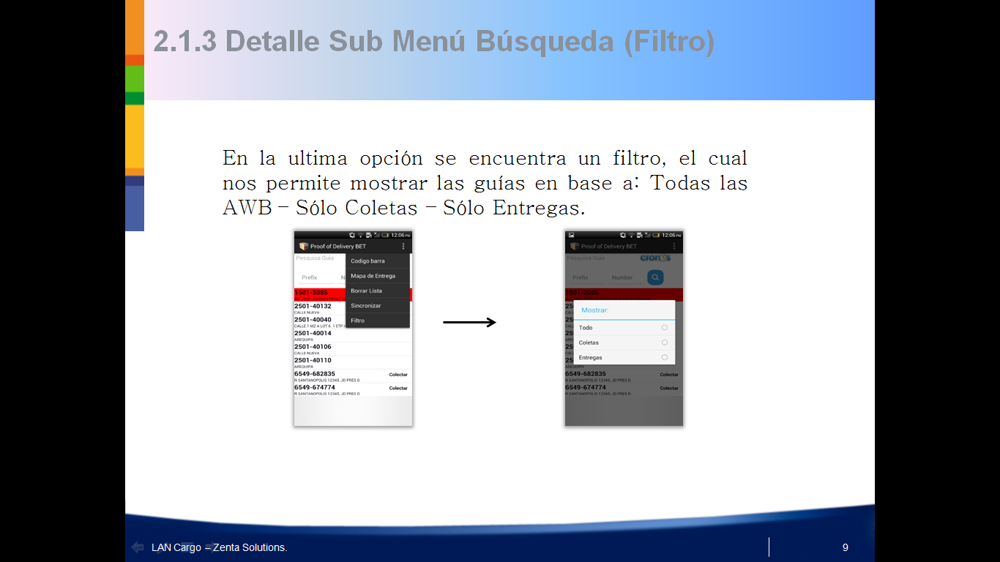 2.1.3 Detalle Sub Menú Búsqueda (Filtro)
En la ultima opción se encuentra un filtro, el cual
nos permite mostrar las guías en base a: Todas las
AWB – Sólo Coletas – Sólo Entregas.
12:06 PM
Proof of Delivery BET
Pesquisa Guia
Prefix
N
Codigo barra
Mapa de Entrega
Borrar Lista
Sincronizar
Filtro
1501-2085
2501-40132
CALLE NUEVA
2501-40040
CALLE 1 MZ A LOT 6 1 ETP
2501-40014
AREQUIPA
2501-40106
CALLE NUEVA
2501-40110
AREQUIPA
6549-682835 Colectar
R SANTANOPOLIS 12345, JD PRES D
6549-674774 Colectar
R SANTANOPOLIS 12345, JD PRES D
12:06 PM
Proof of Delivery BET
Pesquisa Guia
cronos
Prefix Number
1501-2085
Mostrar:
Todo
Coletas
Entregas
AREQUIPA
6549-682835 Colectar
R SANTANOPOLIS 12345, JD PRES D
6549-674774 Colectar
R SANTANOPOLIS 12345, JD PRES D
LAN Cargo – Zenta Solutions.
9